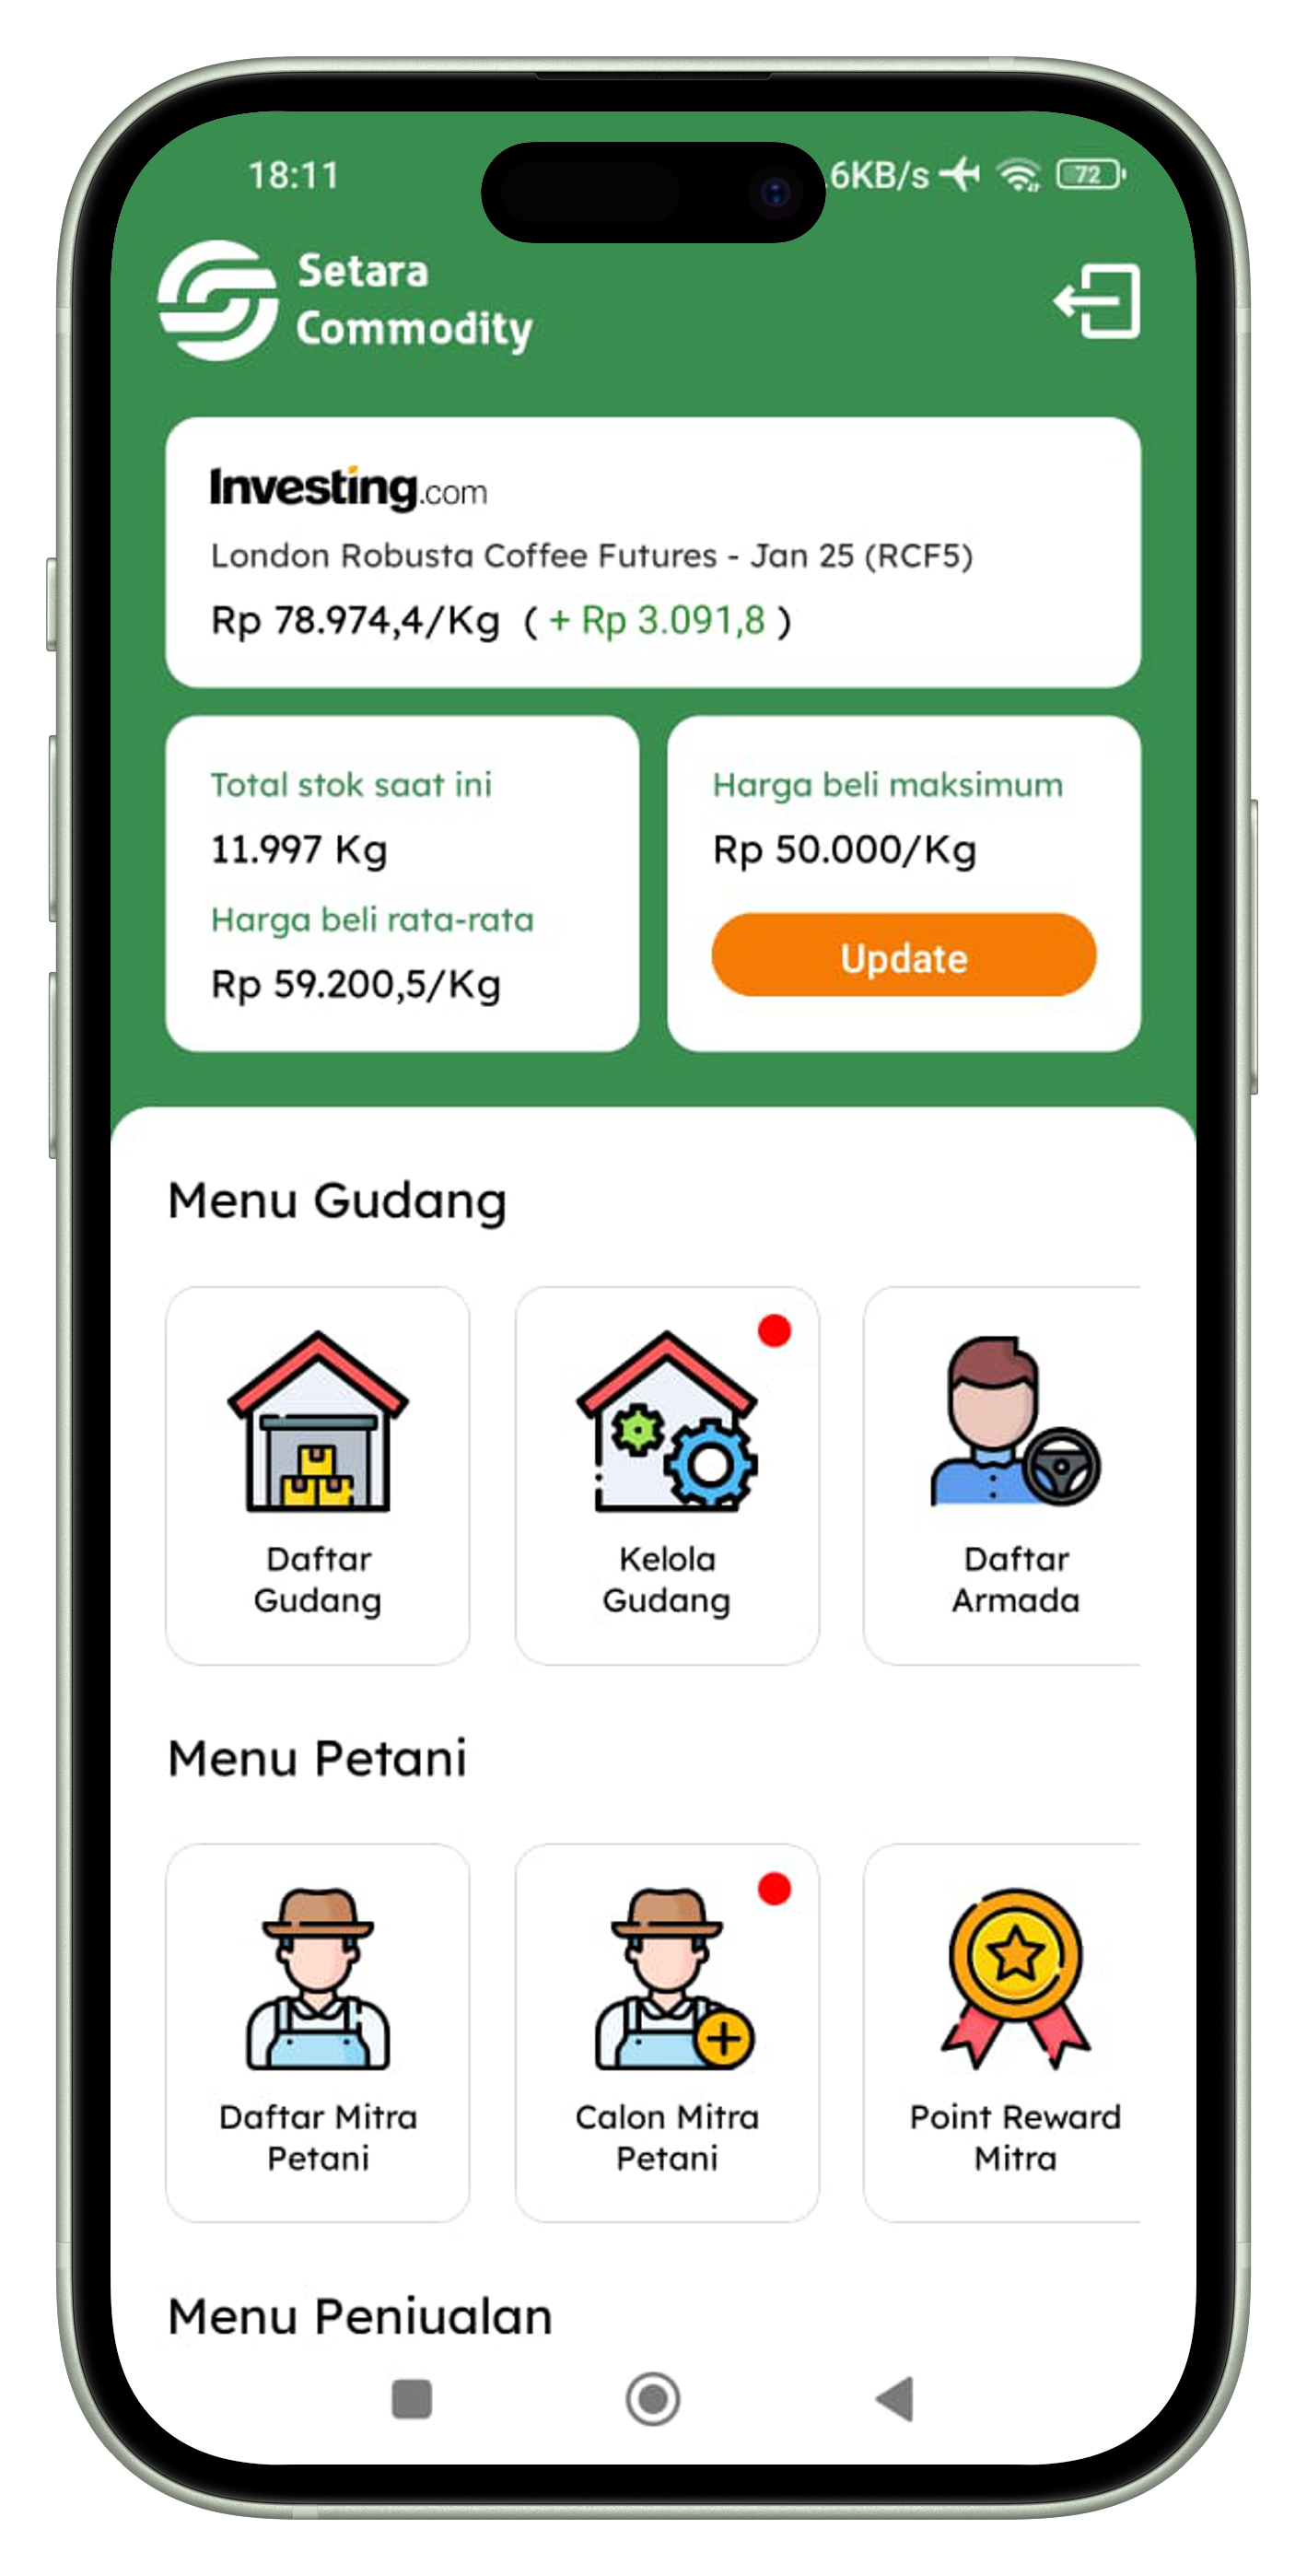 18:11
.6KB/s
72
Setara
Commodity
Investing.com
London Robusta Coffee Futures - Jan 25 (RCF5)
Rp 78.974,4/Kg ( + Rp 3.091,8 )
Total stok saat ini
11.997 Kg
Harga beli rata-rata
Rp 59.200,5/Kg
Harga beli maksimum
Rp 50.000/Kg
Update
Menu Gudang
Daftar
Gudang
Kelola
Gudang
Daftar
Armada
Menu Petani
Daftar Mitra
Petani
Calon Mitra
Petani
Point Reward
Mitra
Menu Penjualan